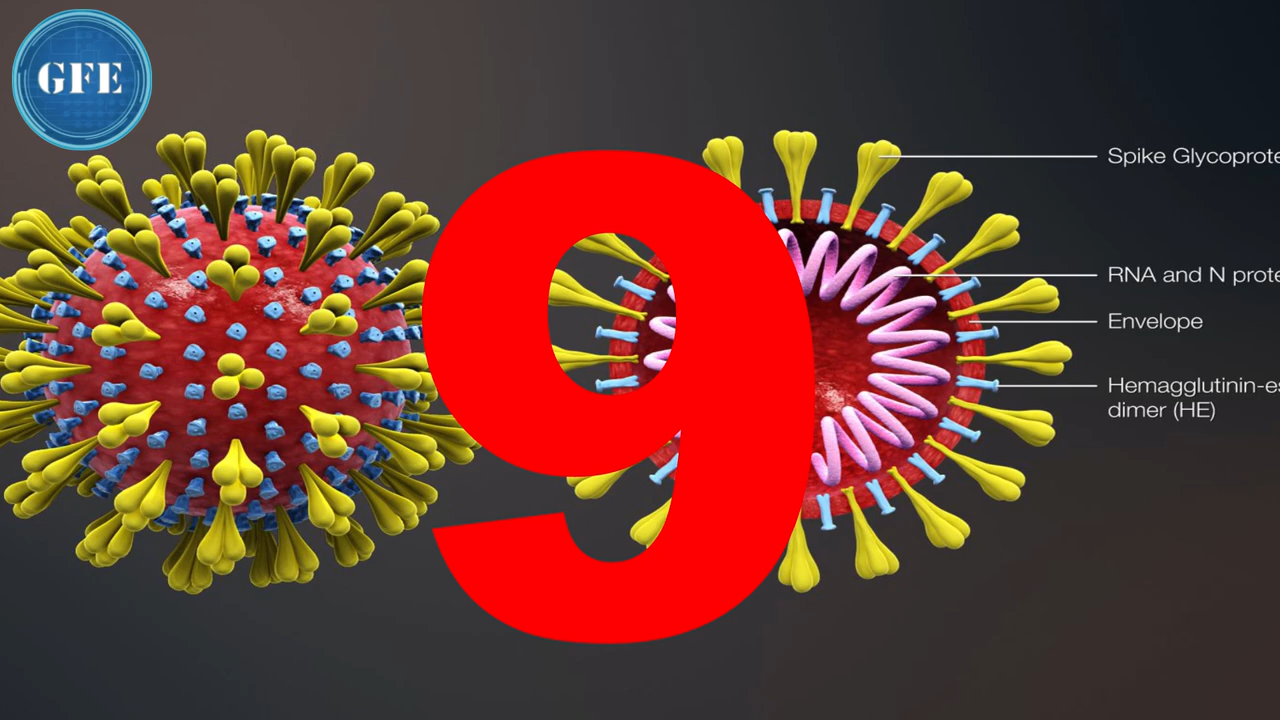 GFE
9
Spike Glycoprote
RNA and N prote
Envelope
Hemagglutinin-es
dimer (HE)